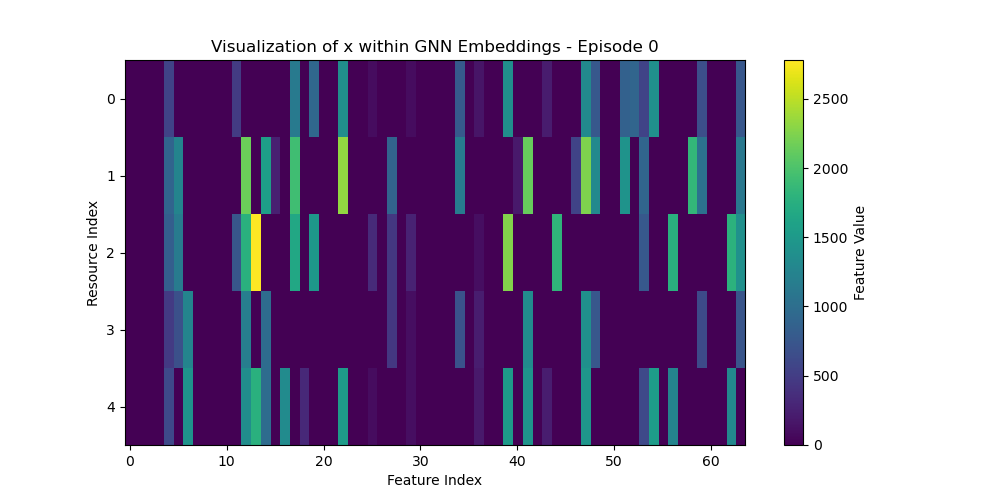 Visualization of x within GNN Embeddings - Episode 0
Resource Index
0
1
2
3
4
0 10 20 30 40 50 60
Feature Index
2500
2000
1500
1000
500
0
Feature Value